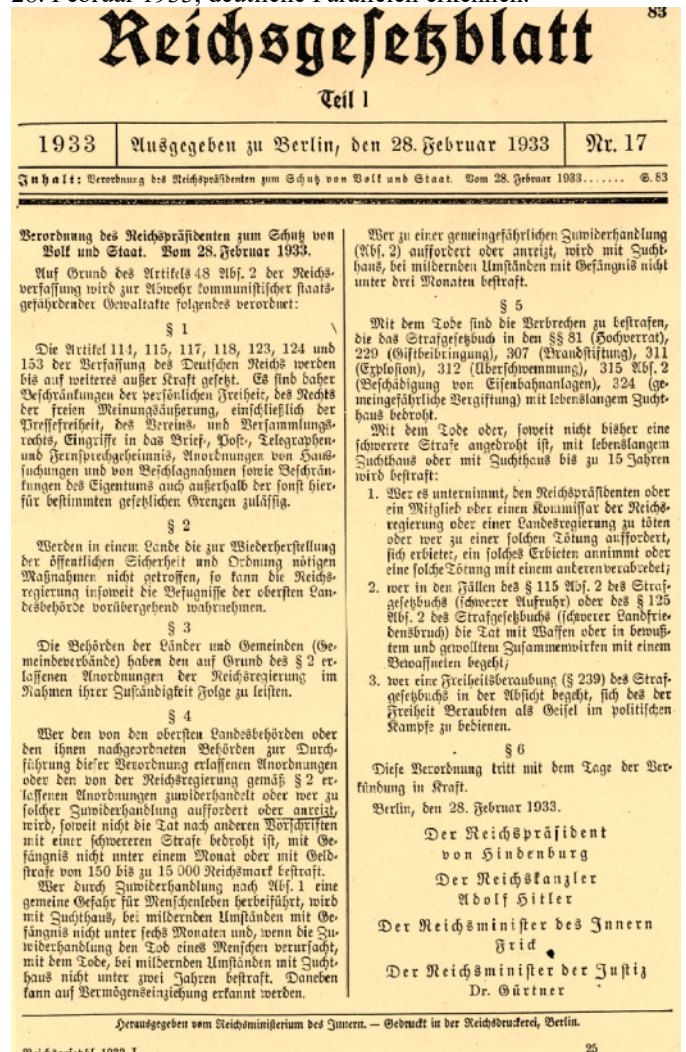 28. Februar 1933, deutliche Parallelen erkennen.
83
Reichsgesetzblatt
Teil I
1933
Ausgegeben zu Berlin, den 28. Februar 1933
Nr. 17
Inhalt: Verordnung des Reichspräsidenten zum Schutz von Volk und Staat. Vom 28. Februar 1933....... S. 83
Verordnung des Reichspräsidenten zum Schutz von
Volk und Staat. Vom 28. Februar 1933.
Auf Grund des Artikels 48 Abs. 2 der Reichs-
verfassung wird zur Abwehr kommunistischer staats-
gefährdender Gewaltakte folgendes verordnet:
§ 1
Die Artikel 114, 115, 117, 118, 123, 124 und
153 der Verfassung des Deutschen Reichs werden
bis auf weiteres außer Kraft gesetzt. Es sind daher
Beschränkungen der persönlichen Freiheit, des Rechts
der freien Meinungsäußerung, einschließlich der
Pressefreiheit, des Vereins- und Versammlungs-
rechts, Eingriffe in das Brief-, Post-, Telegraphen-
und Fernsprechgeheimnis, Anordnungen von Haus-
suchungen und von Beschlagnahmen sowie Beschrän-
kungen des Eigentums auch außerhalb der sonst hier-
für bestimmten gesetzlichen Grenzen zulässig.
§ 2
Werden in einem Lande die zur Wiederherstellung
der öffentlichen Sicherheit und Ordnung nötigen
Maßnahmen nicht getroffen, so kann die Reichs-
regierung insoweit die Befugnisse der obersten Lan-
desbehörde vorübergehend wahrnehmen.
§ 3
Die Behörden der Länder und Gemeinden (Ge-
meindeverbände) haben den auf Grund des § 2 er-
lassenen Anordnungen der Reichsregierung im
Rahmen ihrer Zuständigkeit Folge zu leisten.
§ 4
Wer den von den obersten Landesbehörden oder
den ihnen nachgeordneten Behörden zur Durch-
führung dieser Verordnung erlassenen Anordnungen
oder den von der Reichsregierung gemäß § 2 er-
lassenen Anordnungen zuwiderhandelt oder wer zu
solcher Zuwiderhandlung auffordert oder anreizt,
wird, soweit nicht die Tat nach anderen Vorschriften
mit einer schwereren Strafe bedroht ist, mit Ge-
fängnis nicht unter einem Monat oder mit Geld-
strafe von 150 bis zu 15 000 Reichsmark bestraft.
Wer durch Zuwiderhandlung nach Abs. 1 eine
gemeine Gefahr für Menschenleben herbeiführt, wird
mit Zuchthaus, bei mildernden Umständen mit Ge-
fängnis nicht unter sechs Monaten und, wenn die Zu-
widerhandlung den Tod eines Menschen verursacht,
mit dem Tode, bei mildernden Umständen mit Zucht-
haus nicht unter zwei Jahren bestraft. Daneben
kann auf Vermögenseinziehung erkannt werden.
Wer zu einer gemeingefährlichen Zuwiderhandlung
(Abs. 2) auffordert oder anreizt, wird mit Zucht-
haus, bei mildernden Umständen mit Gefängnis nicht
unter drei Monaten bestraft.
§ 5
Mit dem Tode sind die Verbrechen zu bestrafen,
die das Strafgesetzbuch in den §§ 81 (Hochverrat),
229 (Giftbeibringung), 307 (Brandstiftung), 311
(Explosion), 312 (Überschwemmung), 315 Abs. 2
(Beschädigung von Eisenbahnanlagen), 324 (ge-
meingefährliche Vergiftung) mit lebenslangem Zucht-
haus bedroht.
Mit dem Tode oder, soweit nicht bisher eine
schwerere Strafe angedroht ist, mit lebenslangem
Zuchthaus oder mit Zuchthaus bis zu 15 Jahren
wird bestraft:
1. Wer es unternimmt, den Reichspräsidenten oder
ein Mitglied oder einen Kommissar der Reichs-
regierung oder einer Landesregierung zu töten
oder wer zu einer solchen Tötung auffordert,
sich erbietet, ein solches Erbieten annimmt oder
eine solche Tötung mit einem anderen verabredet;
2. wer in den Fällen des § 115 Abs. 2 des Straf-
gesetzbuchs (schwerer Aufruhr) oder des § 125
Abs. 2 des Strafgesetzbuchs (schwerer Landfrie-
densbruch) die Tat mit Waffen oder in bewuß-
tem und gewolltem Zusammenwirken mit einem
Bewaffneten begeht;
3. wer eine Freiheitsberaubung (§ 239) des Straf-
gesetzbuchs in der Absicht begeht, sich des der
Freiheit Beraubten als Geisel im politischen
Kampfe zu bedienen.
§ 6
Diese Verordnung tritt mit dem Tage der Ver-
kündung in Kraft.
Berlin, den 28. Februar 1933.
Der Reichspräsident
von Hindenburg
Der Reichskanzler
Adolf Hitler
Der Reichsminister des Innern
Frick
Der Reichsminister der Justiz
Dr. Gürtner
Herausgegeben vom Reichsministerium des Innern. — Gedruckt in der Reichsdruckerei, Berlin.
Reichsgesetzbl. 1933 I
25